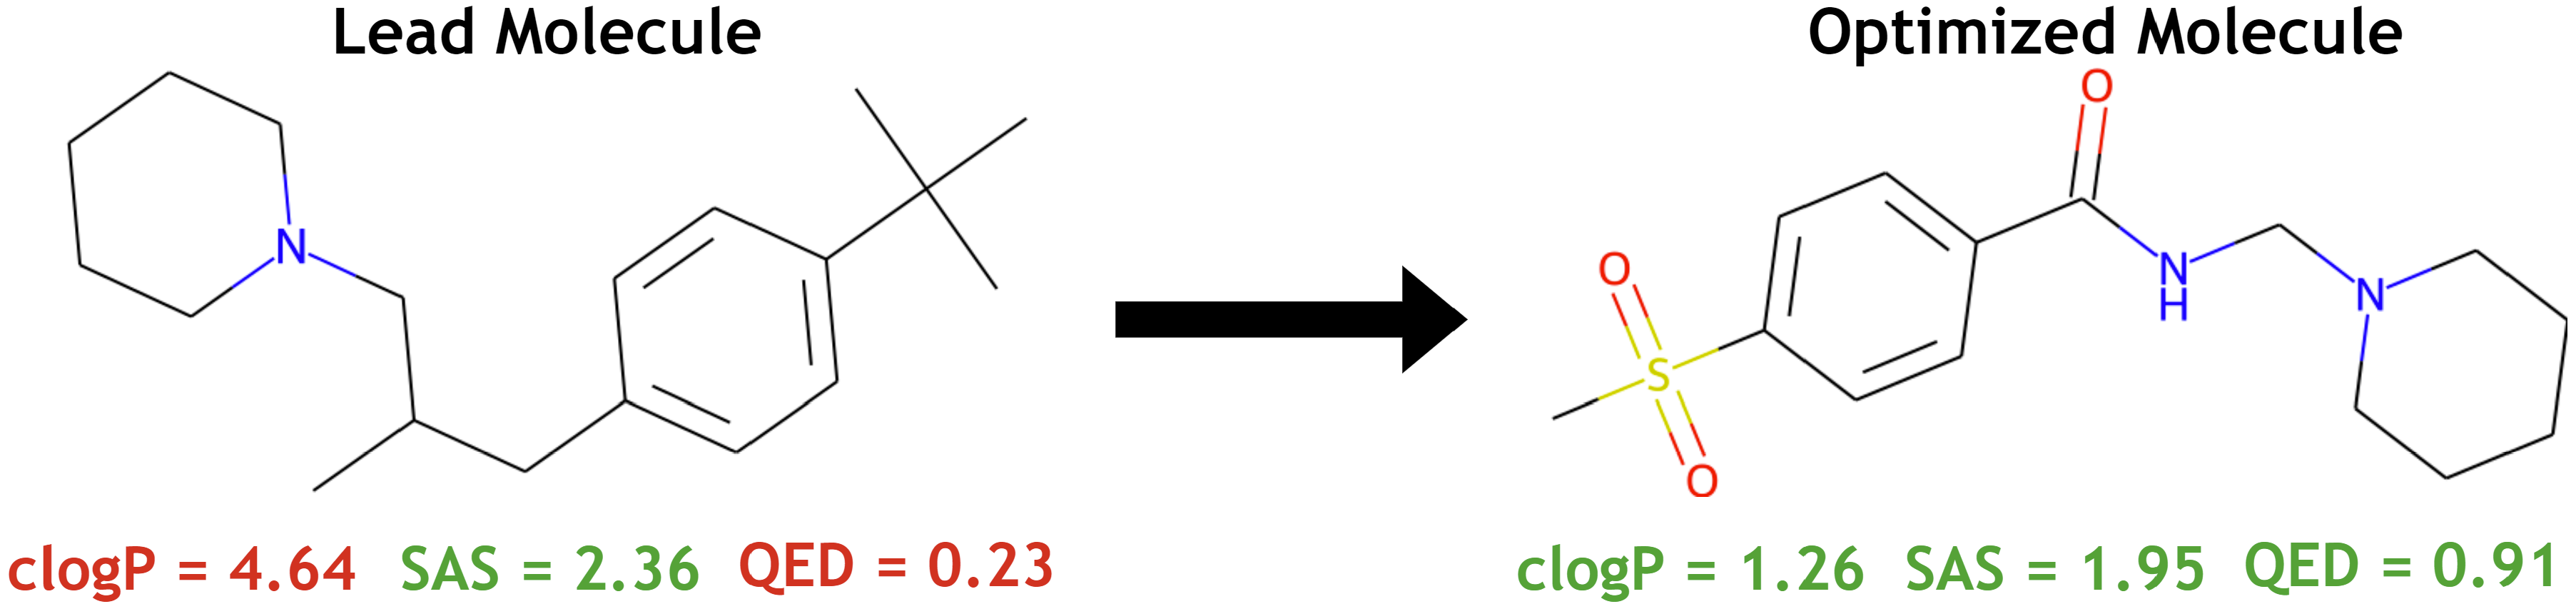 Lead Molecule
Optimized Molecule
N
O
O
N
H
N
S
O
clogP = 4.64 SAS = 2.36 QED = 0.23
clogP = 1.26 SAS = 1.95 QED = 0.91